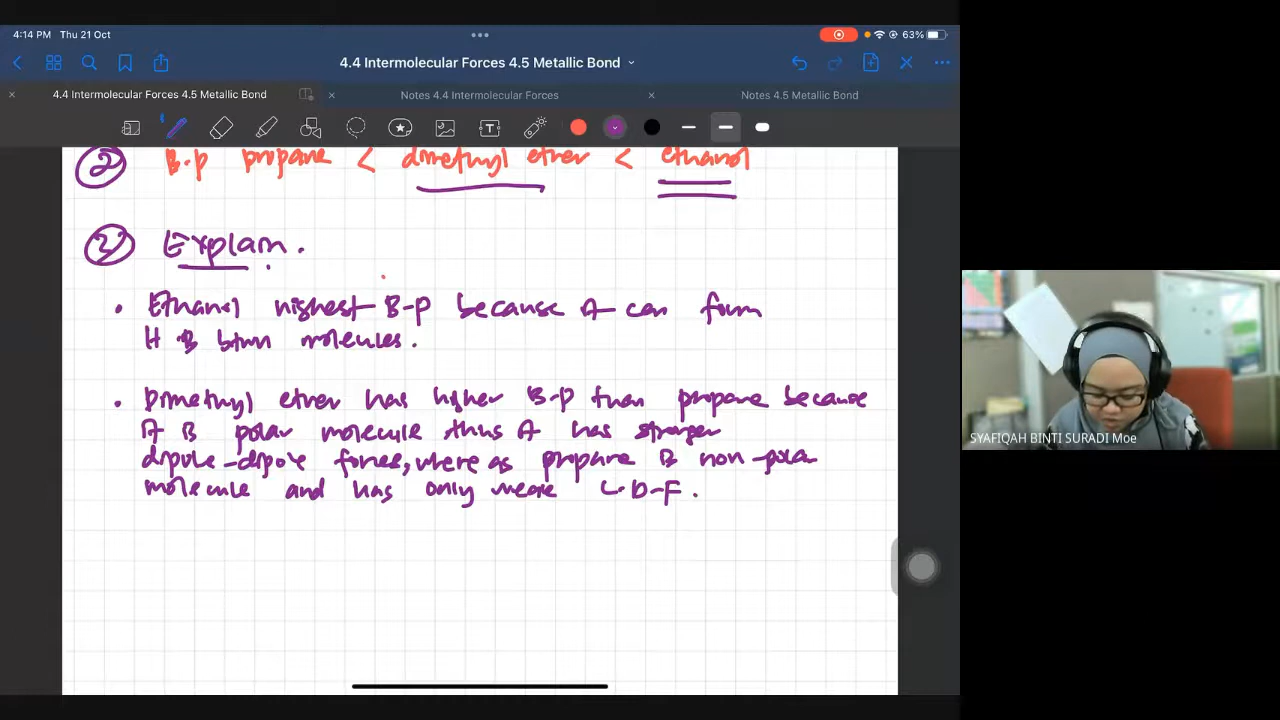 4:14 PM Thu 21 Oct
63%
4.4 Intermolecular Forces 4.5 Metallic Bond
4.4 Intermolecular Forces 4.5 Metallic Bond
Notes 4.4 Intermolecular Forces
Notes 4.5 Metallic Bond
② B.p propane < dimethyl ether < ethanol
② Explain.
• Ethanol highest B-p because it can form
H B btwn molecules.
• Dimethyl ether has higher B-p than propane because
it is polar molecule thus it has stronger
dipole-dipole forces, where as propane is non-polar
molecule and has only weak L-D-F.
SYAFIQAH BINTI SURADI Moe